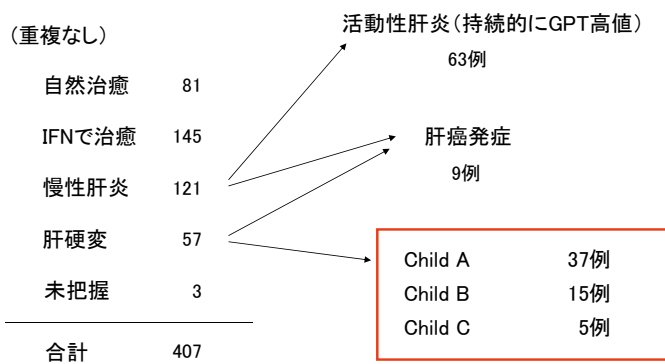 （重複なし）
自然治癒 81
IFNで治癒 145
慢性肝炎 121
肝硬変 57
未把握 3
合計 407
活動性肝炎（持続的にGPT高値）
63例
肝癌発症
9例
Child A 37例
Child B 15例
Child C 5例